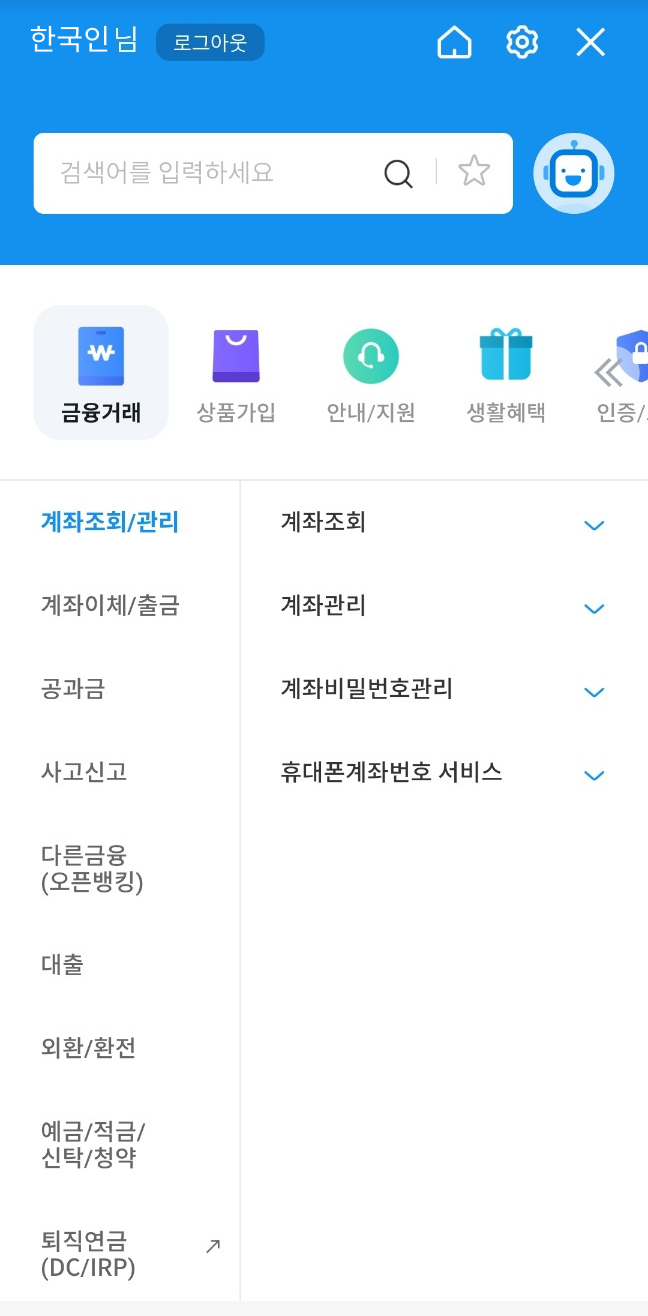 한국인님 로그아웃
검색어를 입력하세요
금융거래 상품가입 안내/지원 생활혜택 인증/
계좌조회/관리 계좌조회
계좌이체/출금 계좌관리
공과금 계좌비밀번호관리
사고신고 휴대폰계좌번호 서비스
다른금융
(오픈뱅킹)
대출
외환/환전
예금/적금/
신탁/청약
퇴직연금
(DC/IRP)